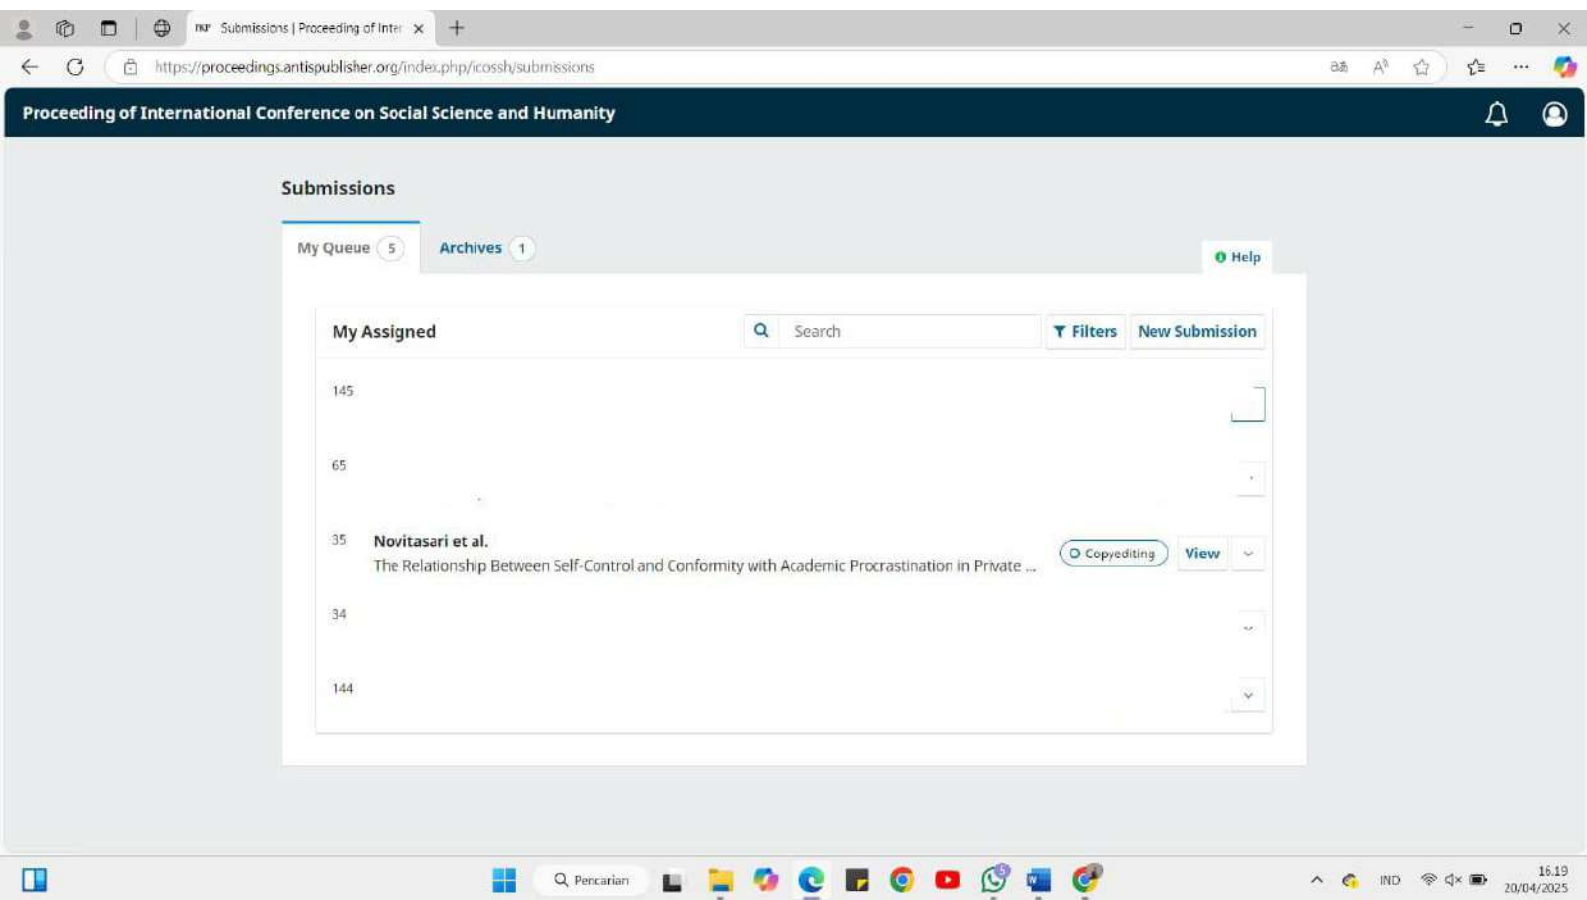 Submissions | Proceeding of Inter
https://proceedings.antispublisher.org/index.php/icossh/submissions
Proceeding of International Conference on Social Science and Humanity
Submissions
My Queue 5 Archives 1
Help
My Assigned Search Filters New Submission
145
65
35 Novitasari et al.
The Relationship Between Self-Control and Conformity with Academic Procrastination in Private ...
Copyediting View
34
144
Pencarian
IND
16.19
20/04/2025